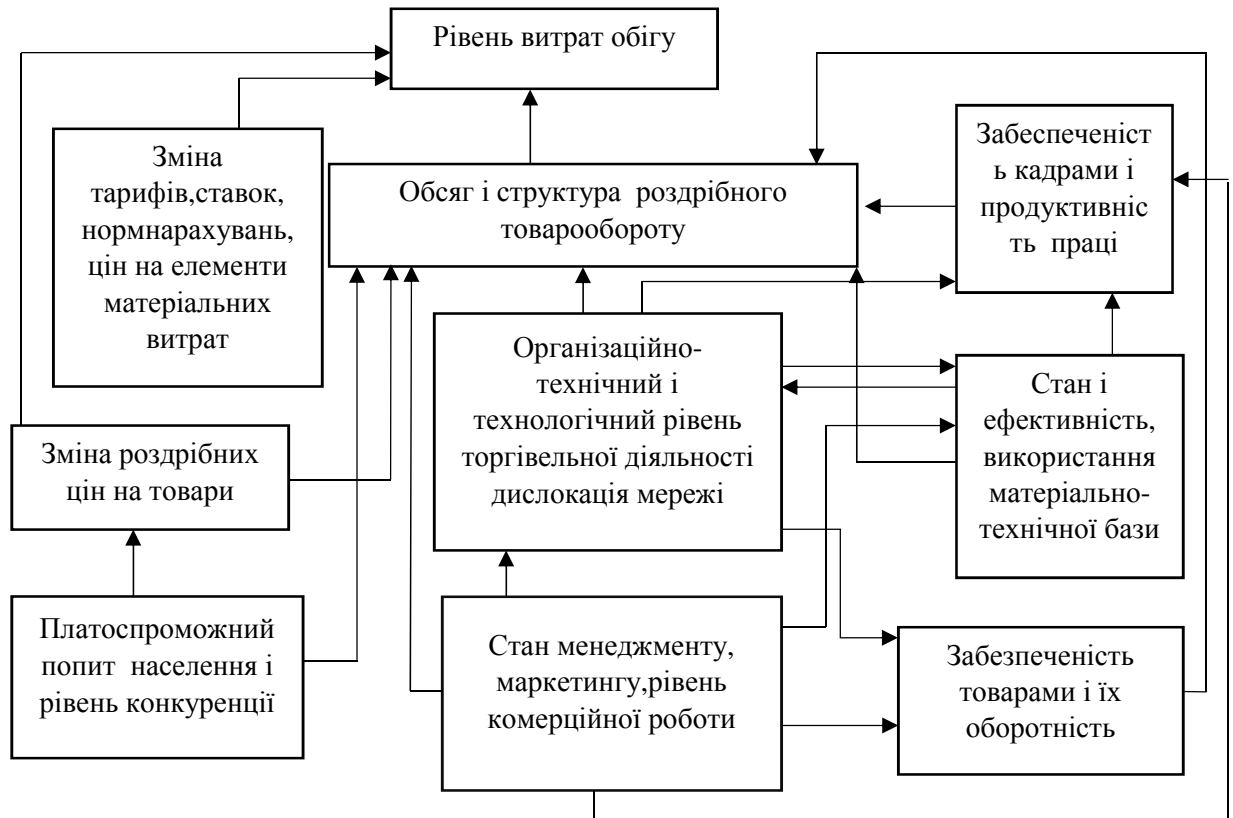 Рівень витрат обігу
Зміна
тарифів,ставок,
нормнарахувань,
цін на елементи
матеріальних
витрат
Обсяг і структура роздрібного
товарообороту
Забеспеченіст
ь кадрами і
продуктивніс
ть праці
Організаційно-
технічний і
технологічний рівень
торгівельної діяльності
дислокація мережі
Стан і
ефективність,
використання
матеріально-
технічної бази
Зміна роздрібних
цін на товари
Платоспроможний
попит населення і
рівень конкуренції
Стан менеджменту,
маркетингу,рівень
комерційної роботи
Забезпеченість
товарами і їх
оборотність